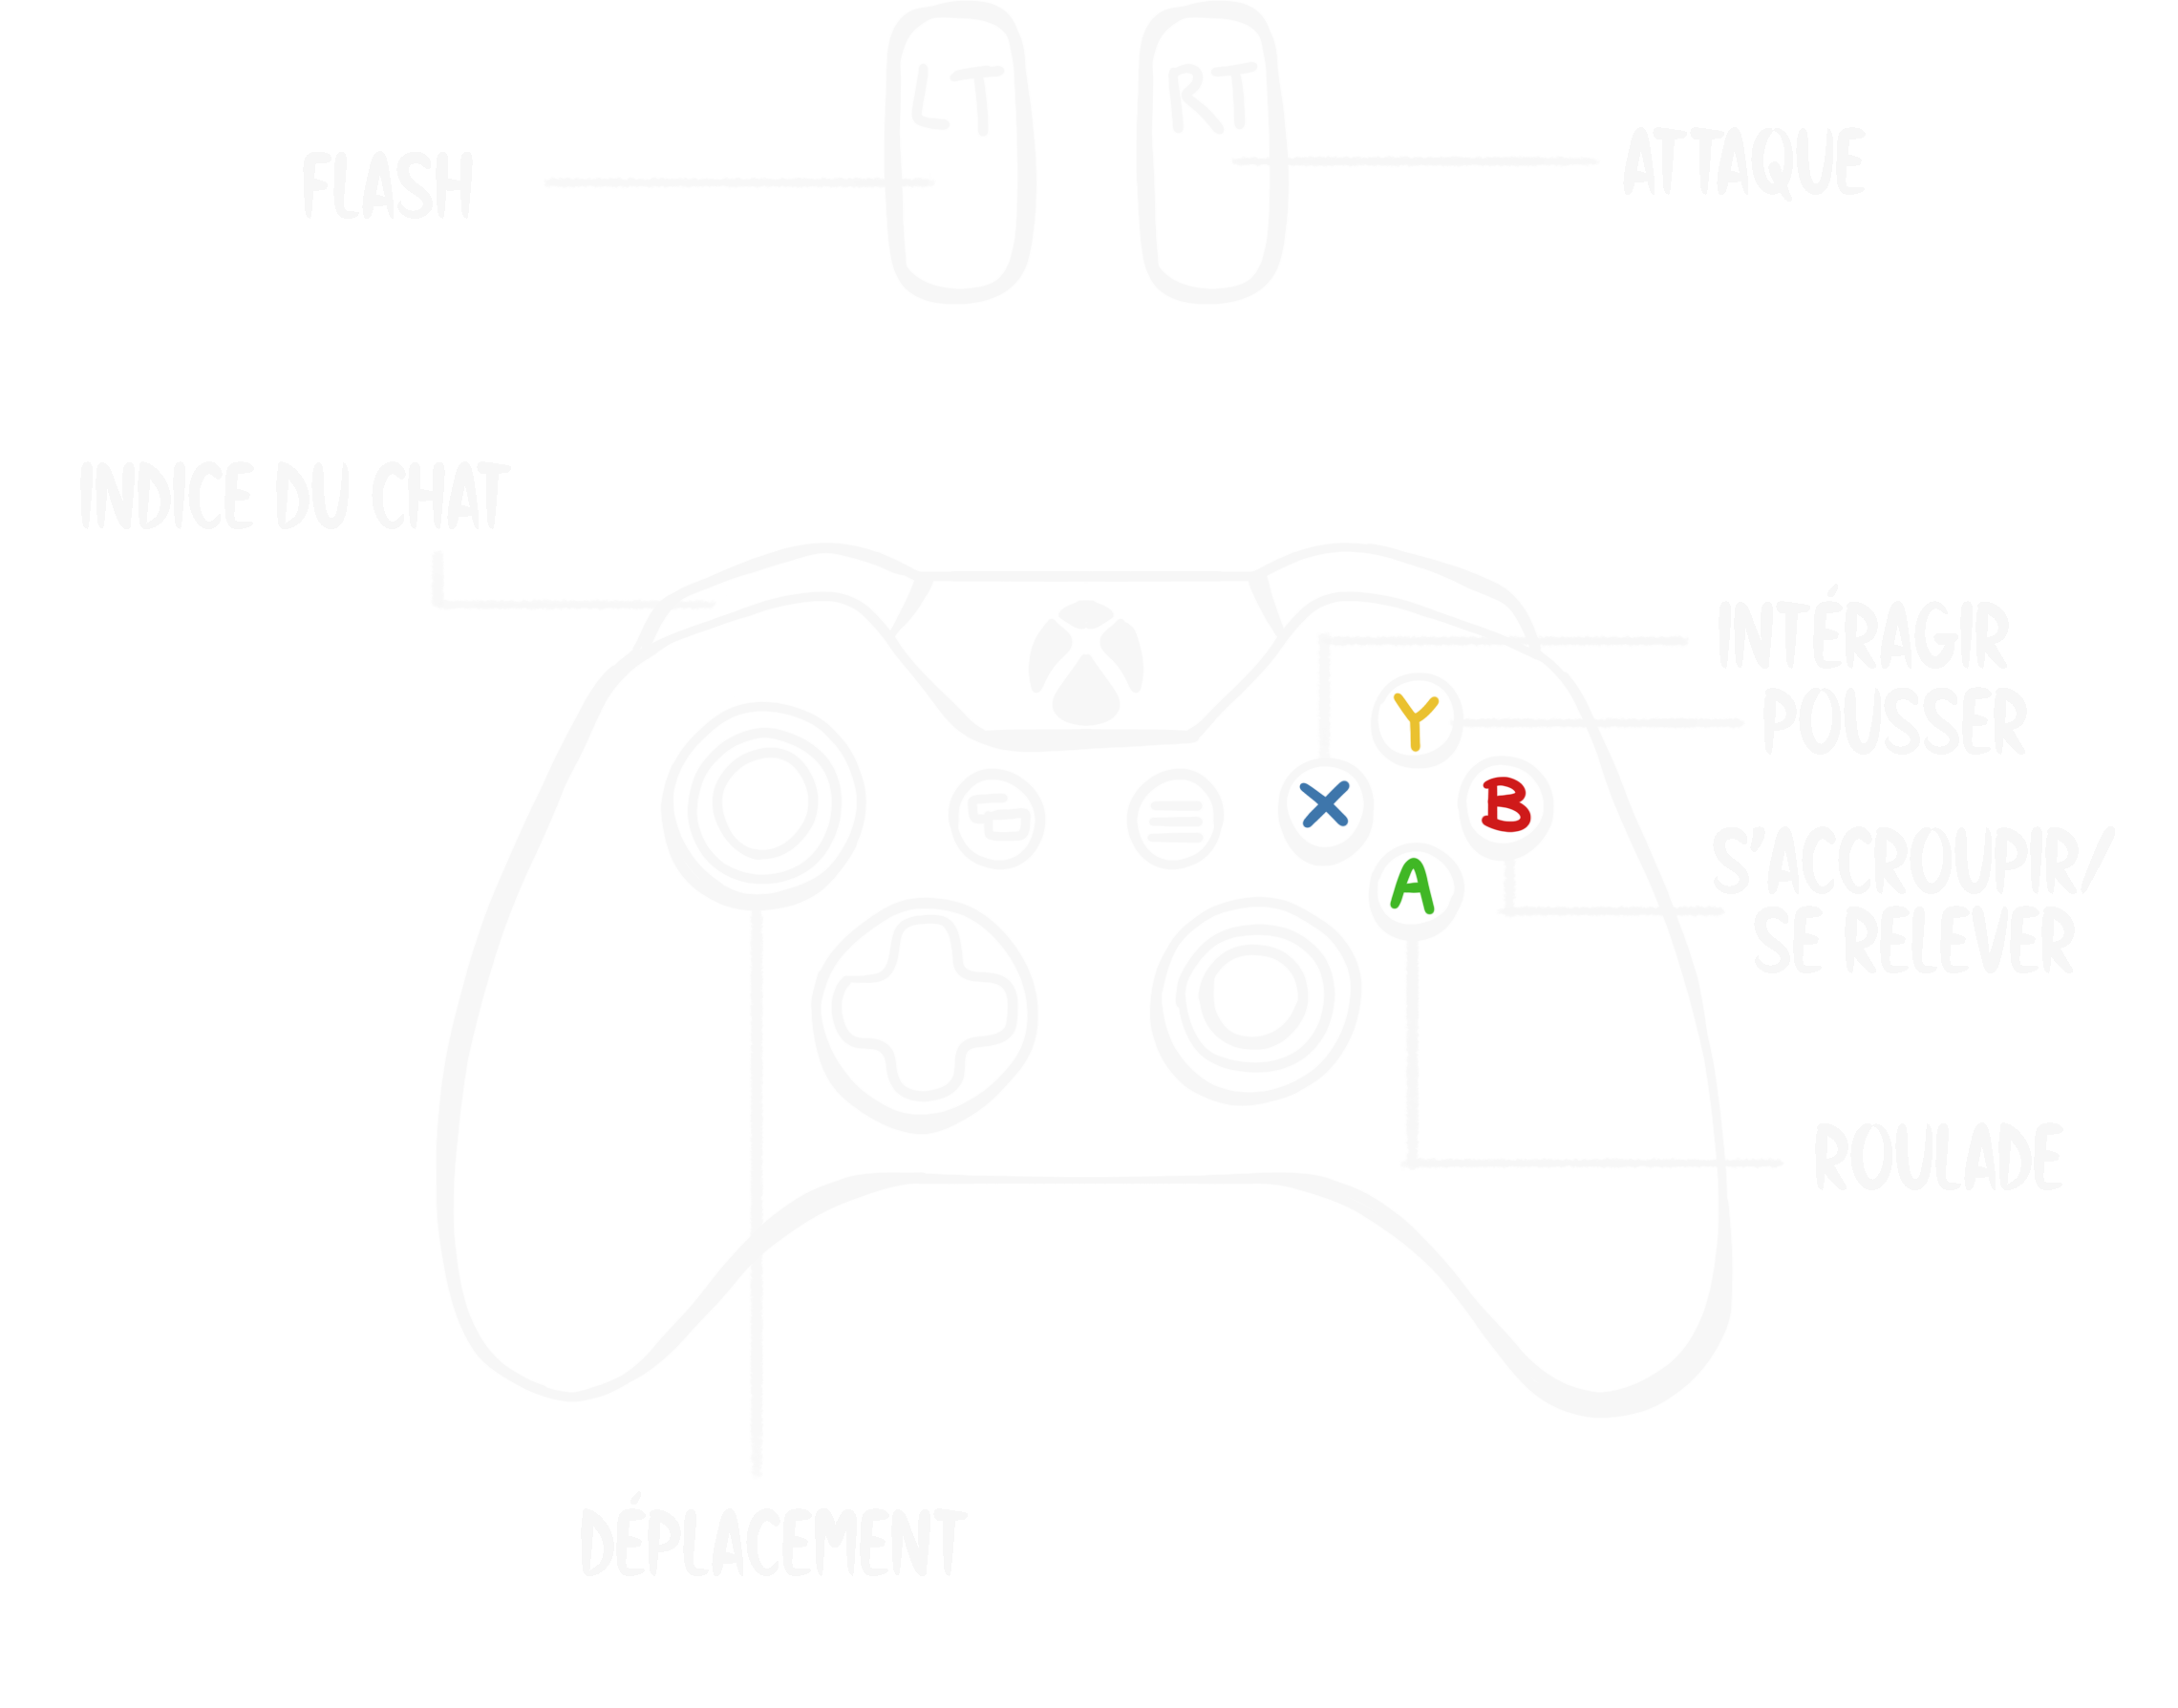 LT
RT
FLASH
ATTAQUE
INDICE DU CHAT
INTÉRAGIR
POUSSER
Y
X
B
A
S'ACCROUPIR/
SE RELEVER
ROULADE
DÉPLACEMENT